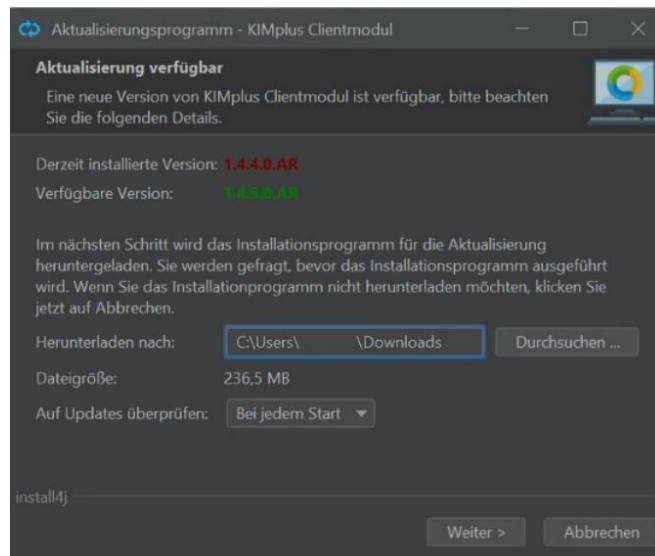 Aktualisierungsprogramm - KIMplus Clientmodul
Aktualisierung verfügbar
Eine neue Version von KIMplus Clientmodul ist verfügbar, bitte beachten
Sie die folgenden Details.
Derzeit installierte Version: 1.4.4.0.AR
Verfügbare Version: 1.4.5.0.AR
Im nächsten Schritt wird das Installationsprogramm für die Aktualisierung
heruntergeladen. Sie werden gefragt, bevor das Installationsprogramm ausgeführt
wird. Wenn Sie das Installationprogramm nicht herunterladen möchten, klicken Sie
jetzt auf Abbrechen.
Herunterladen nach: C:\Users\ \Downloads Durchsuchen ...
Dateigröße: 236,5 MB
Auf Updates überprüfen: Bei jedem Start
install4j
Weiter > Abbrechen